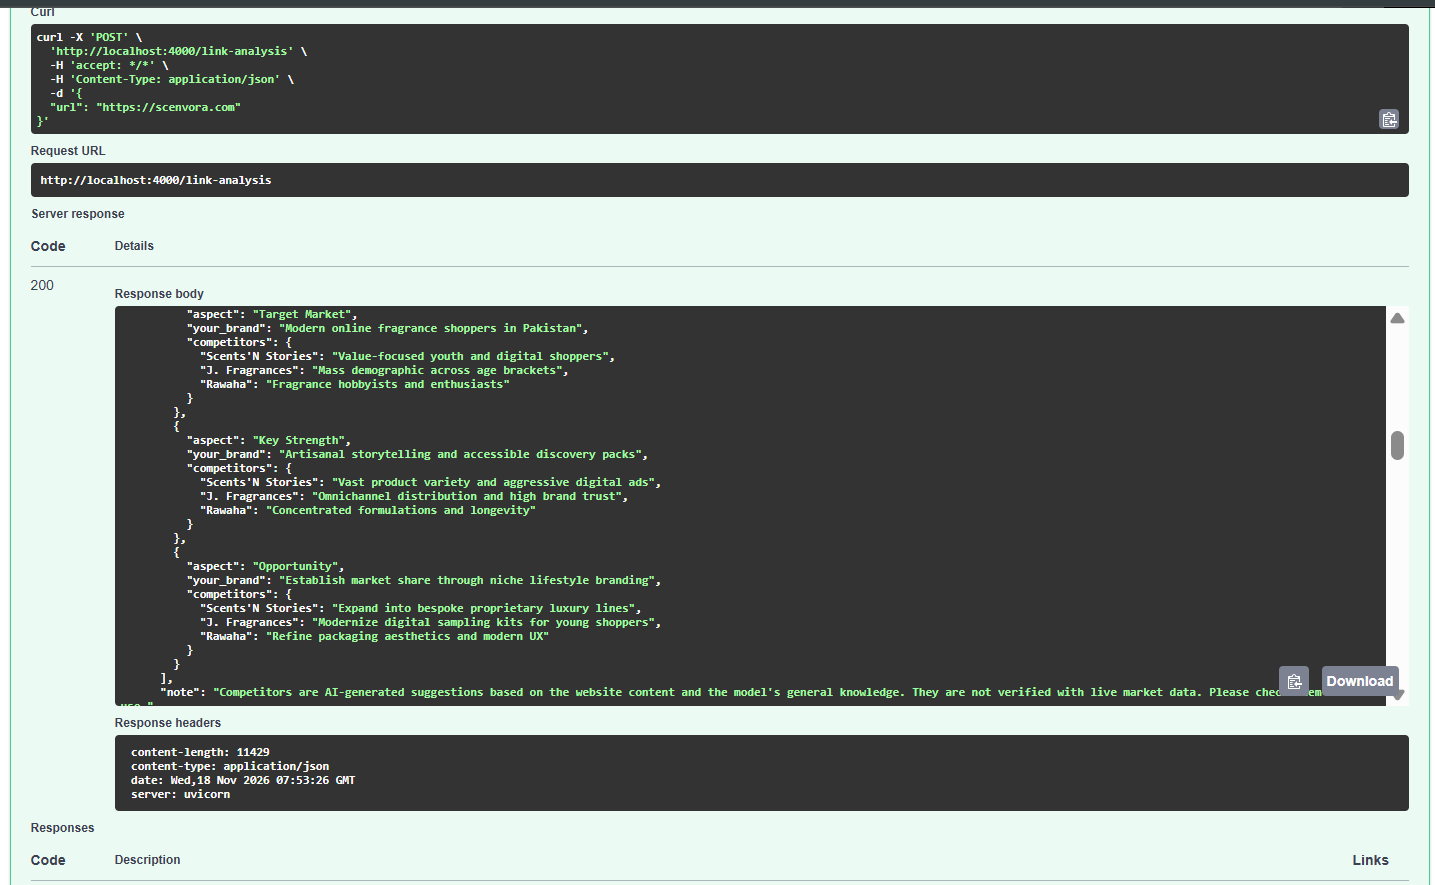 Curl
curl -X 'POST' \
  'http://localhost:4000/link-analysis' \
  -H 'accept: */*' \
  -H 'Content-Type: application/json' \
  -d '{
  "url": "https://scenvora.com"
}'
Request URL
http://localhost:4000/link-analysis
Server response
Code Details
200
Response body
"aspect": "Target Market",
"your_brand": "Modern online fragrance shoppers in Pakistan",
"competitors": {
  "Scents'N Stories": "Value-focused youth and digital shoppers",
  "J. Fragrances": "Mass demographic across age brackets",
  "Rawaha": "Fragrance hobbyists and enthusiasts"
}
},
{
"aspect": "Key Strength",
"your_brand": "Artisanal storytelling and accessible discovery packs",
"competitors": {
  "Scents'N Stories": "Vast product variety and aggressive digital ads",
  "J. Fragrances": "Omnichannel distribution and high brand trust",
  "Rawaha": "Concentrated formulations and longevity"
}
},
{
"aspect": "Opportunity",
"your_brand": "Establish market share through niche lifestyle branding",
"competitors": {
  "Scents'N Stories": "Expand into bespoke proprietary luxury lines",
  "J. Fragrances": "Modernize digital sampling kits for young shoppers",
  "Rawaha": "Refine packaging aesthetics and modern UX"
}
}
],
"note": "Competitors are AI-generated suggestions based on the website content and the model's general knowledge. They are not verified with live market data. Please
Download
Response headers
content-length: 11429
content-type: application/json
date: Wed,18 Nov 2026 07:53:26 GMT
server: uvicorn
Responses
Code Description Links